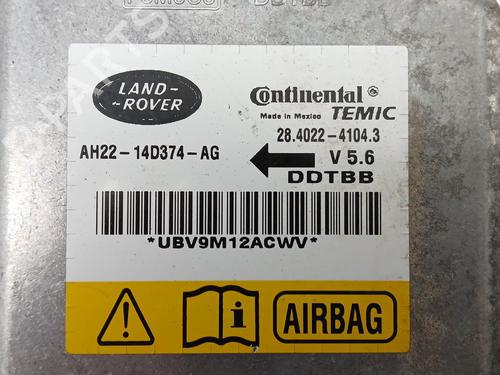 LAND-
~ROVER
Continental
Made in Mexico TEMIC
28.4022-4104.3
AH22-14D374-AG
V 5.6
DDTBB
*UBV9M12ACWV*
i
AIRBAG